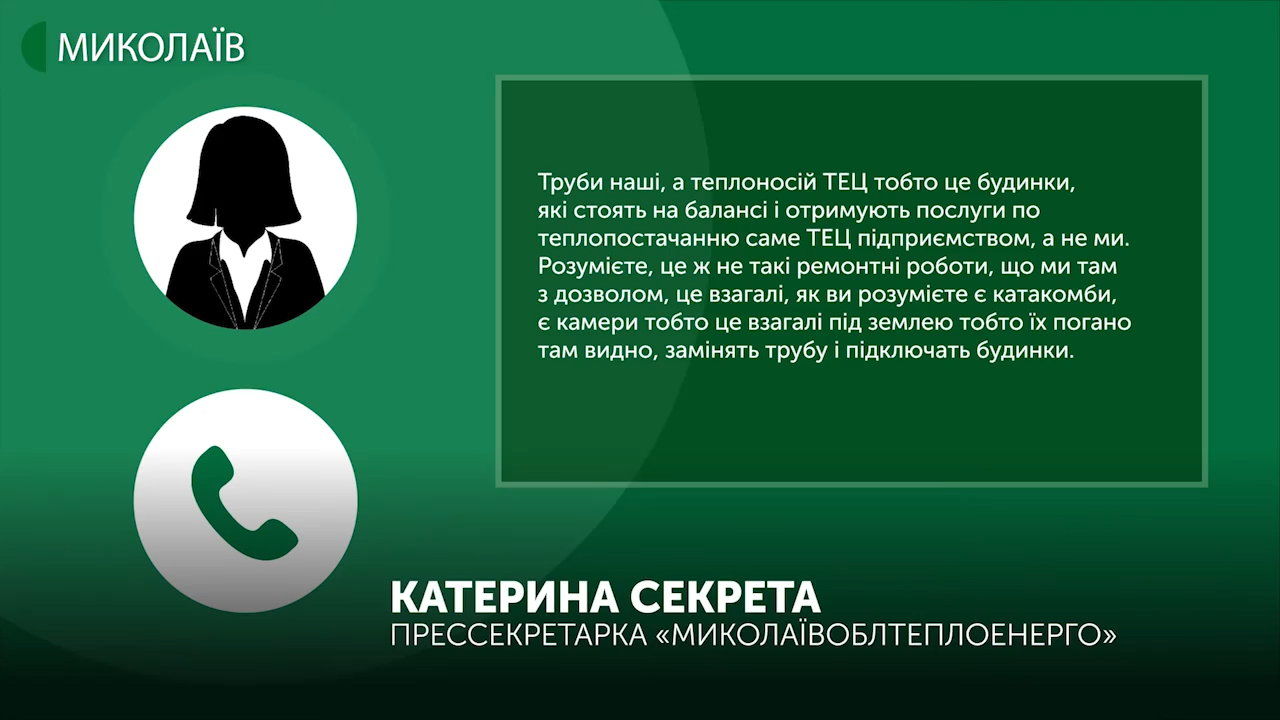 МИКОЛАЇВ
Труби наші, а теплоносій ТЕЦ тобто це будинки,
які стоять на балансі і отримують послуги по
теплопостачанню саме ТЕЦ підприємством, а не ми.
Розумієте, це ж не такі ремонтні роботи, що ми там
з дозволом, це взагалі, як ви розумієте є катакомби,
є камери тобто це взагалі під землею тобто їх погано
там видно, замінять трубу і підключать будинки.
КАТЕРИНА СЕКРЕТА
ПРЕССЕКРЕТАРКА «МИКОЛАЇВОБЛТЕПЛОЕНЕРГО»